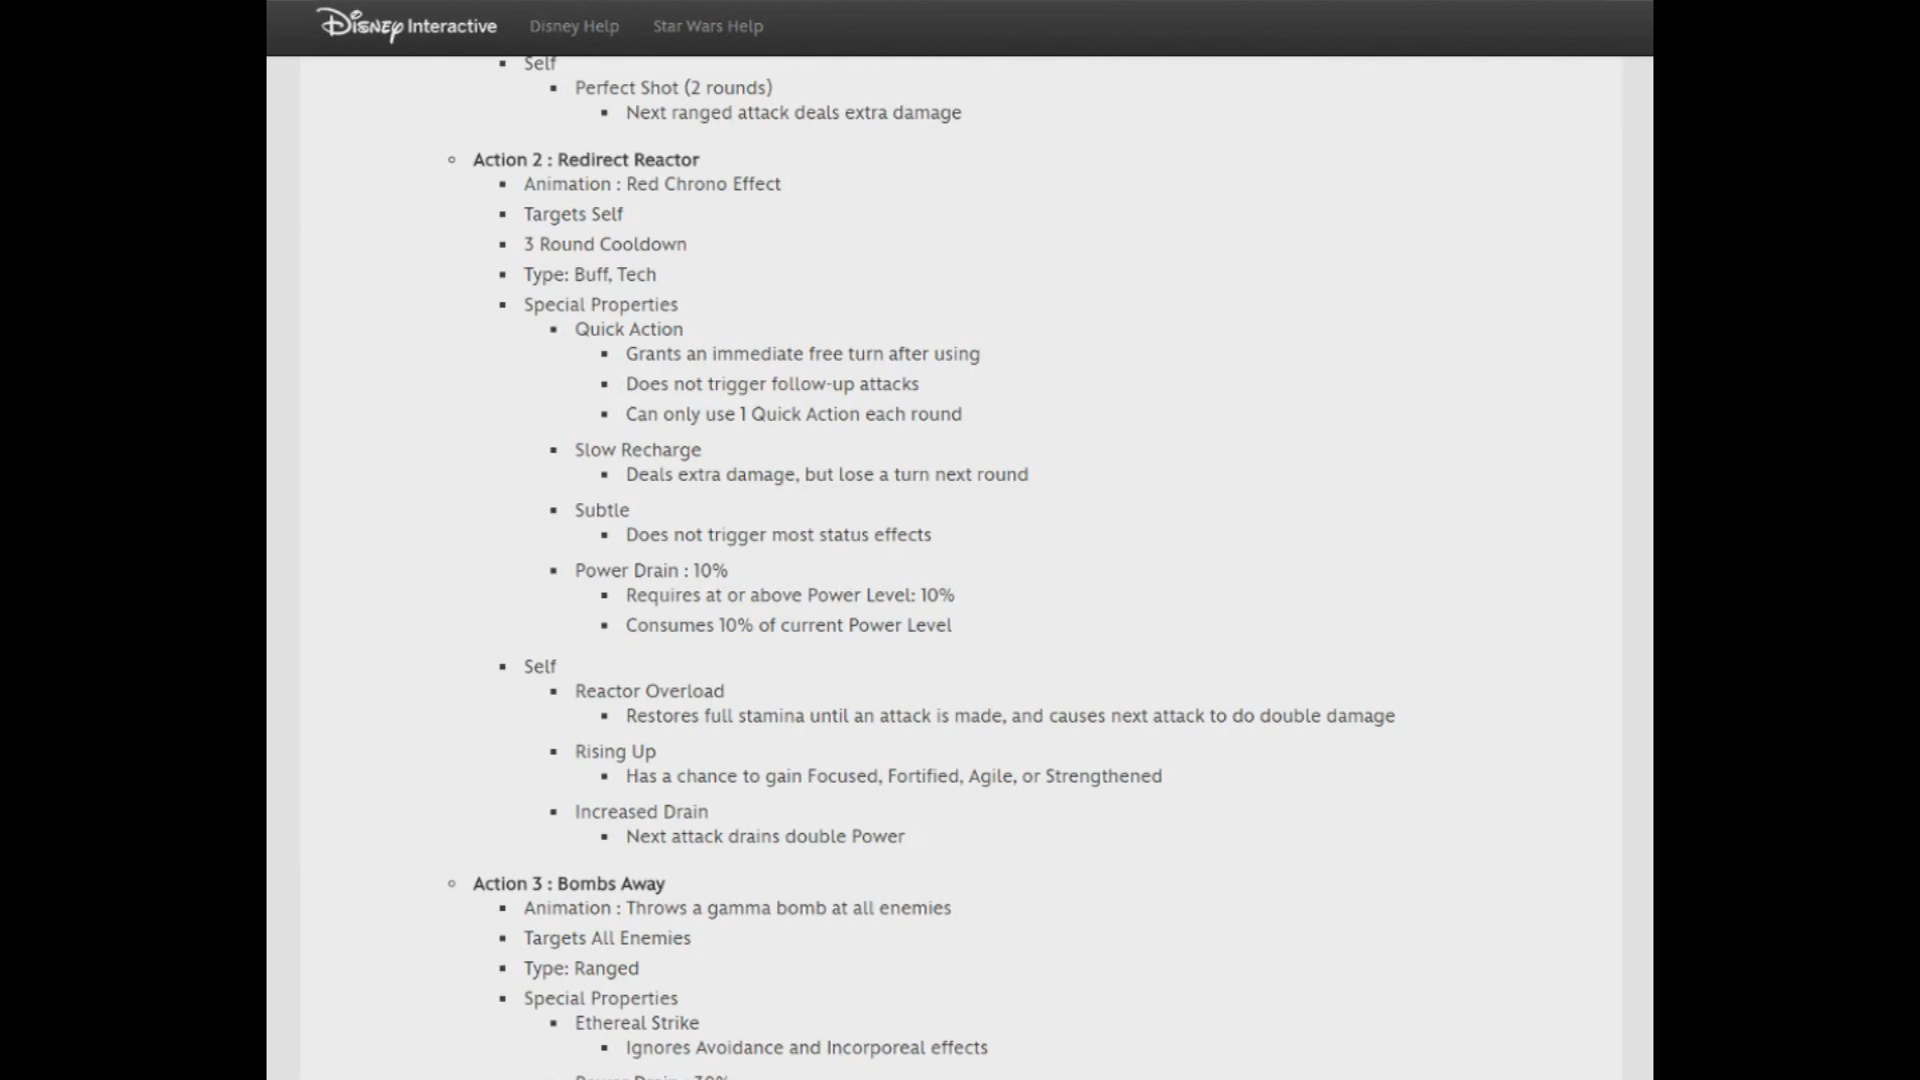 Disney Interactive Disney Help Star Wars Help
Self
Perfect Shot (2 rounds)
Next ranged attack deals extra damage
Action 2 : Redirect Reactor
Animation : Red Chrono Effect
Targets Self
3 Round Cooldown
Type: Buff, Tech
Special Properties
Quick Action
Grants an immediate free turn after using
Does not trigger follow-up attacks
Can only use 1 Quick Action each round
Slow Recharge
Deals extra damage, but lose a turn next round
Subtle
Does not trigger most status effects
Power Drain : 10%
Requires at or above Power Level: 10%
Consumes 10% of current Power Level
Self
Reactor Overload
Restores full stamina until an attack is made, and causes next attack to do double damage
Rising Up
Has a chance to gain Focused, Fortified, Agile, or Strengthened
Increased Drain
Next attack drains double Power
Action 3 : Bombs Away
Animation : Throws a gamma bomb at all enemies
Targets All Enemies
Type: Ranged
Special Properties
Ethereal Strike
Ignores Avoidance and Incorporeal effects